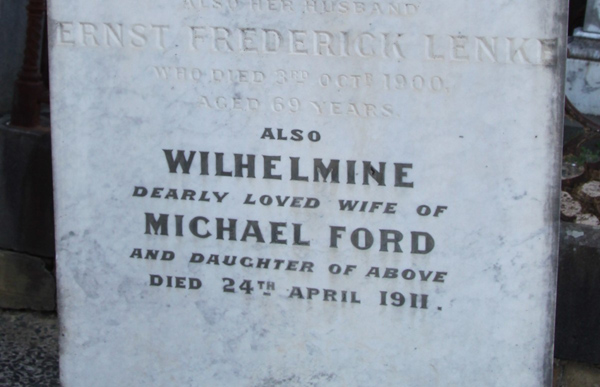 ALSO HER HUSBAND
ERNST FREDERICK LENKE
WHO DIED 3RD OCTR 1900,
AGED 69 YEARS
ALSO
WILHELMINE
DEARLY LOVED WIFE OF
MICHAEL FORD
AND DAUGHTER OF ABOVE
DIED 24TH APRIL 1911.